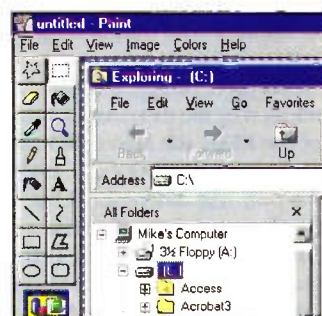 untitled - Paint
File Edit View Image Colors Help
Exploring - (C:)
File Edit View Go Favorites
Back Forward Up
Address C:\
All Folders ×
Mike's Computer
3½ Floppy (A:)
(C:)
Access
Acrobat3
A